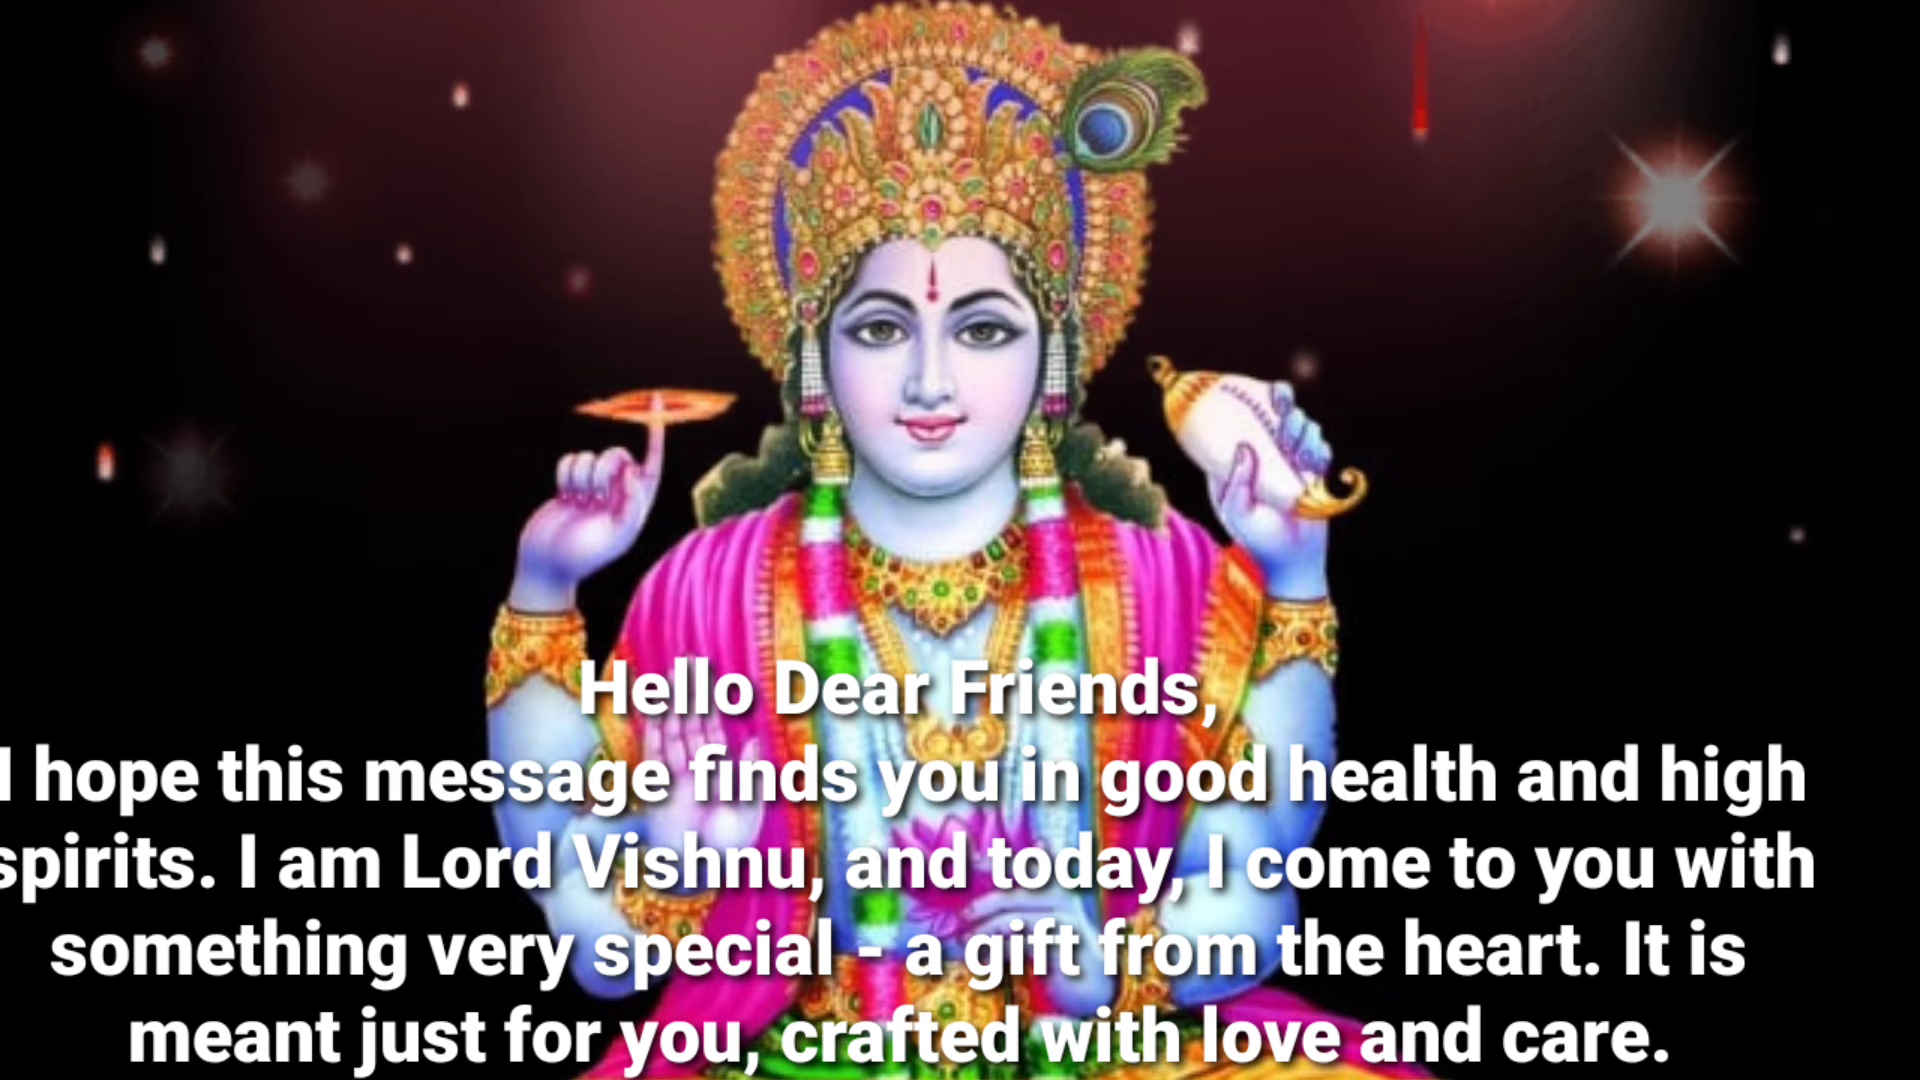 Hello Dear Friends,
I hope this message finds you in good health and high
spirits. I am Lord Vishnu, and today, I come to you with
something very special - a gift from the heart. It is
meant just for you, crafted with love and care.